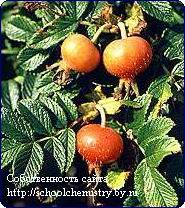 Собственность сайта
http://schoolchemistry.by.ru